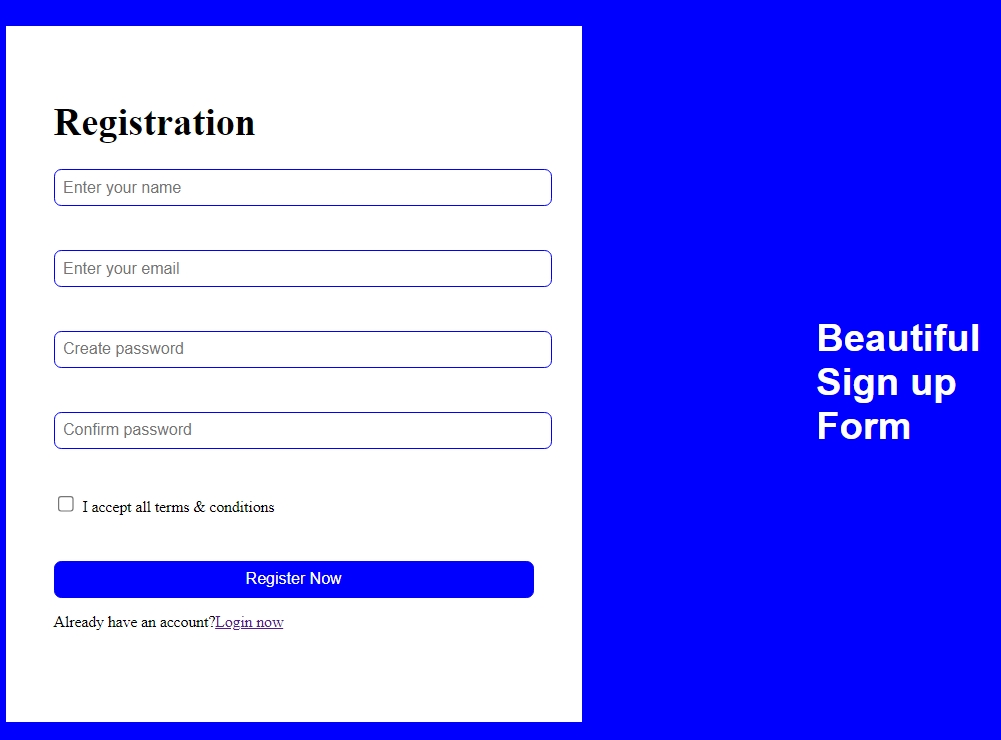 Registration
Enter your name
Enter your email
Create password
Confirm password
I accept all terms & conditions
Register Now
Already have an account?Login now
Beautiful
Sign up
Form